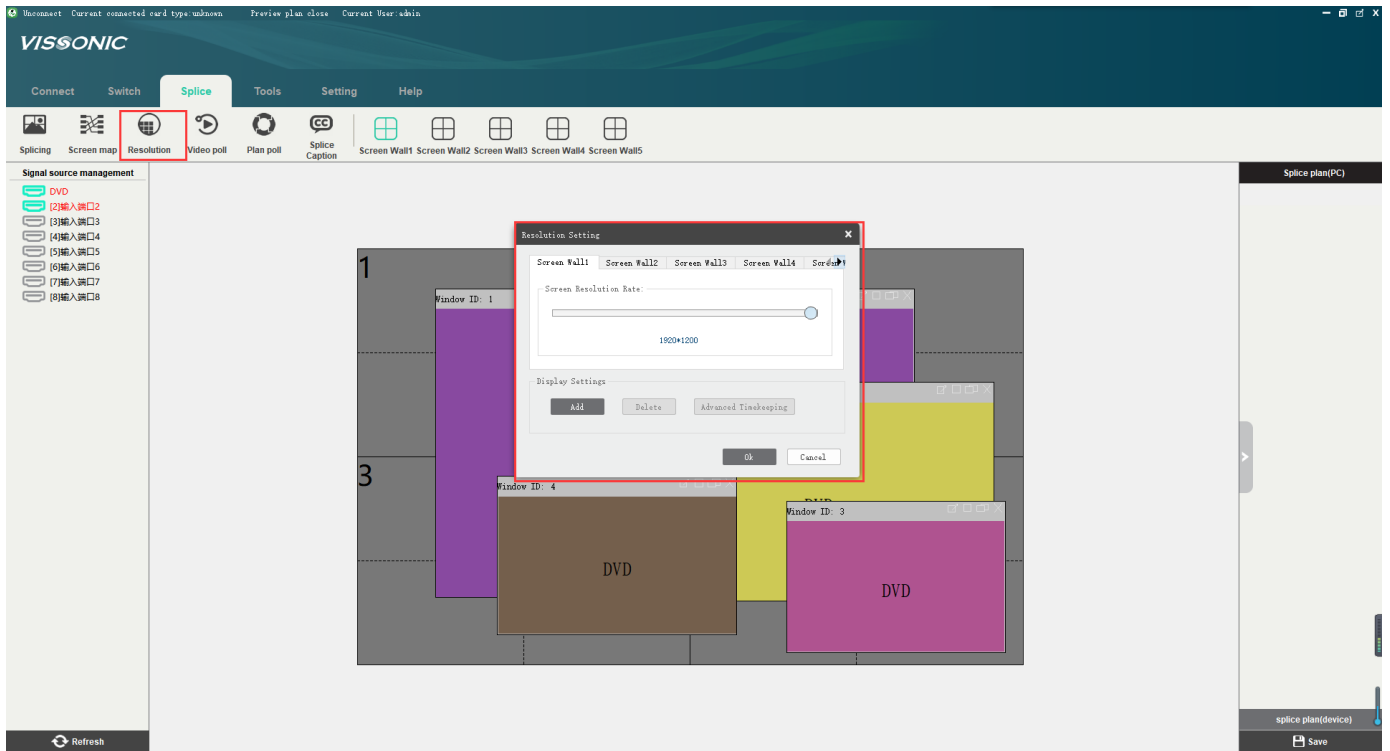 Unconnect Current connected card type:unknown Preview plan close Current User:admin
VISSONIC
Connect Switch Splice Tools Setting Help
Splicing Screen map Resolution Video poll Plan poll Splice Caption Screen Wall1 Screen Wall2 Screen Wall3 Screen Wall4 Screen Wall5
Signal source management
DVD
[2]输入端口2
[3]输入端口3
[4]输入端口4
[5]输入端口5
[6]输入端口6
[7]输入端口7
[8]输入端口8
Refresh
1
3
Window ID: 1
Resolution Setting
Screen Wall1 Screen Wall2 Screen Wall3 Screen Wall4
Screen Resolution Rate:
1920*1200
Display Settings
Add Delete Advanced Timekeeping
Ok Cancel
Window ID: 4
DVD
DVD
Window ID: 3
DVD
Splice plan(PC)
splice plan(device)
Save